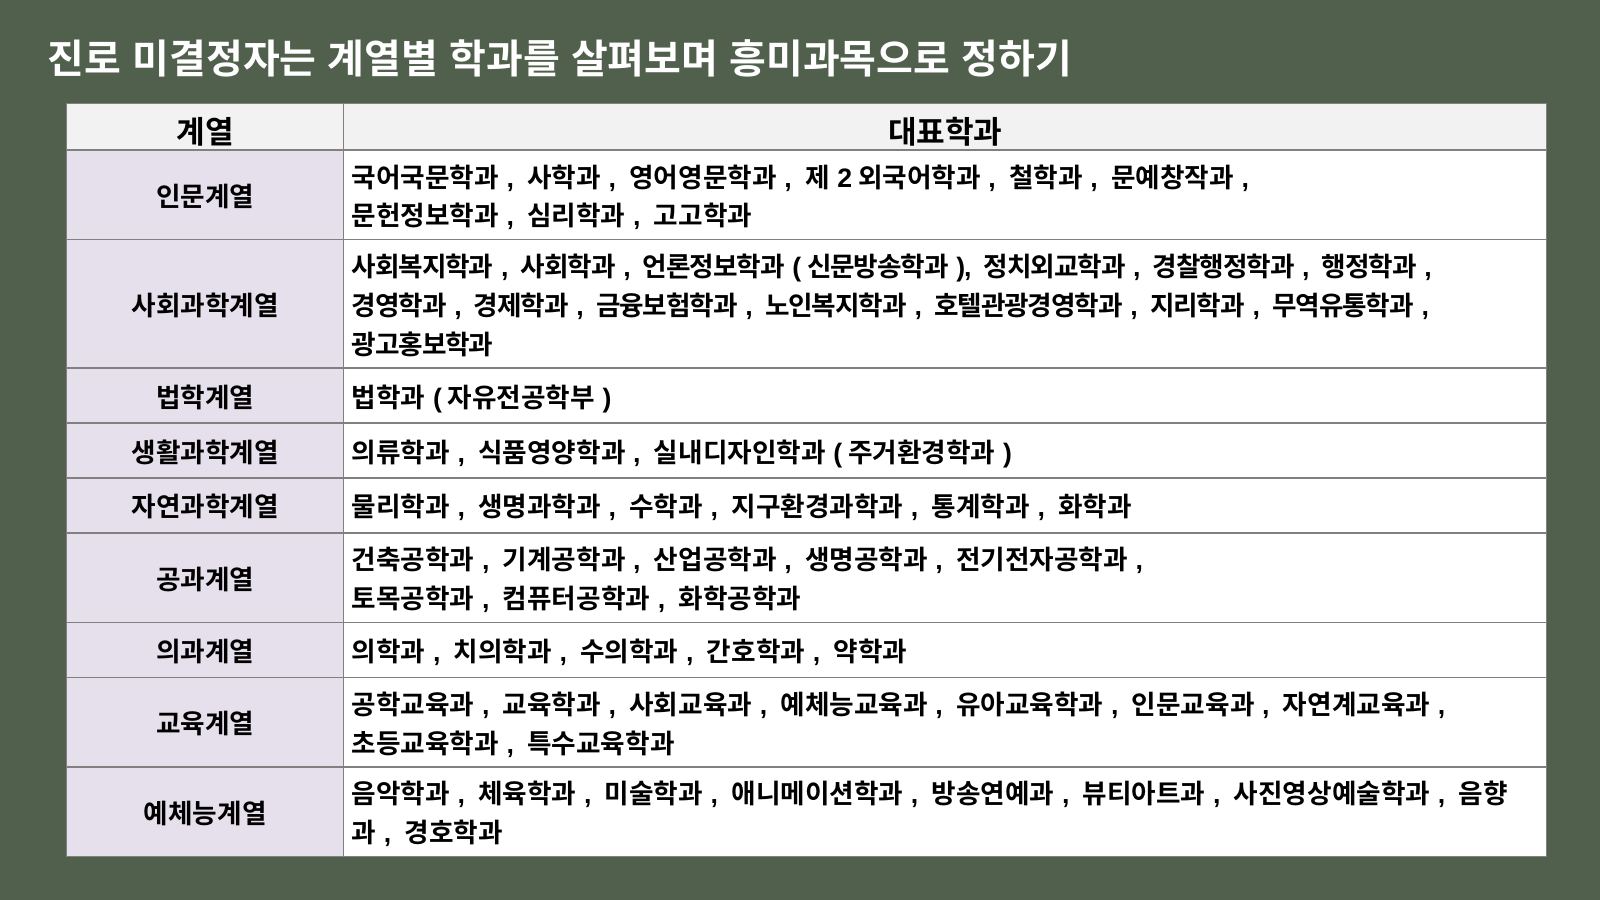 진로 미결정자는 계열별 학과를 살펴보며 흥미과목으로 정하기
계열
대표학과
인문계열
국어국문학과 , 사학과 , 영어영문학과 , 제 2 외국어학과 , 철학과 , 문예창작과 ,
문헌정보학과 , 심리학과 , 고고학과
사회과학계열
사회복지학과 , 사회학과 , 언론정보학과 ( 신문방송학과 ), 정치외교학과 , 경찰행정학과 , 행정학과 ,
경영학과 , 경제학과 , 금융보험학과 , 노인복지학과 , 호텔관광경영학과 , 지리학과 , 무역유통학과 ,
광고홍보학과
법학계열
법학과 ( 자유전공학부 )
생활과학계열
의류학과 , 식품영양학과 , 실내디자인학과 ( 주거환경학과 )
자연과학계열
물리학과 , 생명과학과 , 수학과 , 지구환경과학과 , 통계학과 , 화학과
공과계열
건축공학과 , 기계공학과 , 산업공학과 , 생명공학과 , 전기전자공학과 ,
토목공학과 , 컴퓨터공학과 , 화학공학과
의과계열
의학과 , 치의학과 , 수의학과 , 간호학과 , 약학과
교육계열
공학교육과 , 교육학과 , 사회교육과 , 예체능교육과 , 유아교육학과 , 인문교육과 , 자연계교육과 ,
초등교육학과 , 특수교육학과
예체능계열
음악학과 , 체육학과 , 미술학과 , 애니메이션학과 , 방송연예과 , 뷰티아트과 , 사진영상예술학과 , 음향
과 , 경호학과